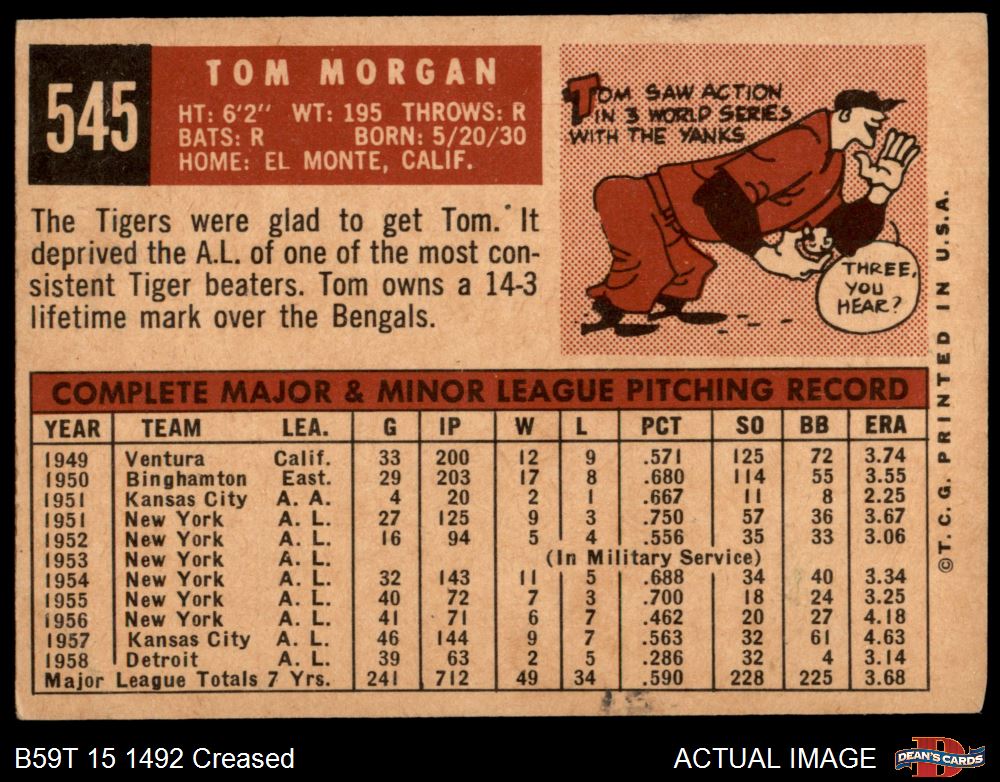 545
TOM MORGAN
HT: 6'2" WT: 195 THROWS: R
BATS: R BORN: 5/20/30
HOME: EL MONTE, CALIF.
The Tigers were glad to get Tom. It
deprived the A.L. of one of the most con-
sistent Tiger beaters. Tom owns a 14-3
lifetime mark over the Bengals.
TOM SAW ACTION
IN 3 WORLD SERIES
WITH THE YANKS
THREE,
YOU
HEAR?
COMPLETE MAJOR & MINOR LEAGUE PITCHING RECORD
YEAR TEAM LEA. G IP W L PCT SO BB ERA
1949 Ventura Calif. 33 200 12 9 .571 125 72 3.74
1950 Binghamton East. 29 203 17 8 .680 114 55 3.55
1951 Kansas City A. A. 4 20 2 1 .667 11 8 2.25
1951 New York A. L. 27 125 9 3 .750 57 36 3.67
1952 New York A. L. 16 94 5 4 .556 35 33 3.06
1953 New York A. L. (In Military Service)
1954 New York A. L. 32 143 11 5 .688 34 40 3.34
1955 New York A. L. 40 72 7 3 .700 18 24 3.25
1956 New York A. L. 41 71 6 7 .462 20 27 4.18
1957 Kansas City A. L. 46 144 9 7 .563 32 61 4.63
1958 Detroit A. L. 39 63 2 5 .286 32 4 3.14
Major League Totals 7 Yrs. 241 712 49 34 .590 228 225 3.68
© T. C. G. PRINTED IN U.S.A.
B59T 15 1492 Creased
ACTUAL IMAGE
D
DEAN'S CARDS